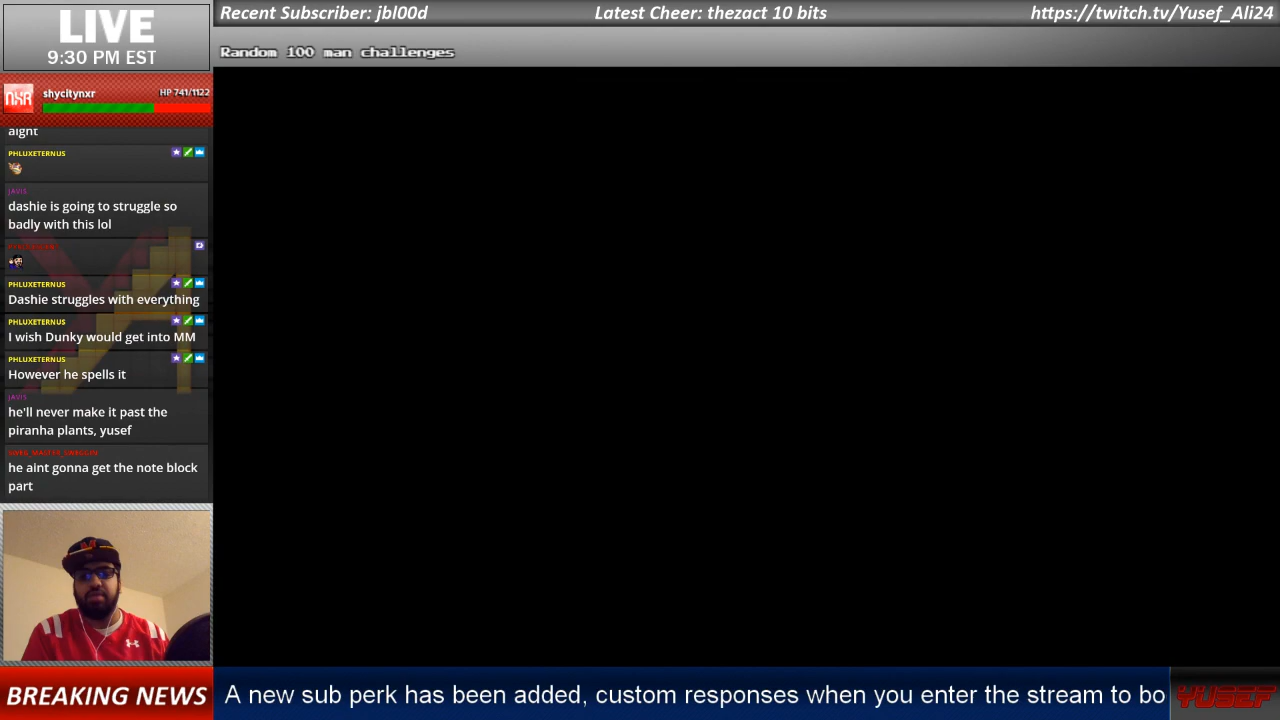 LIVE
9:30 PM EST
Recent Subscriber: jbl00d
Latest Cheer: thezact 10 bits
https://twitch.tv/Yusef_Ali24
Random 100 man challenges
NXR
shycitynxr
HP 741/1122
aight
PHLUXETERNUS
JAVIS
dashie is going to struggle so
badly with this lol
PHLUXETERNUS
Dashie struggles with everything
PHLUXETERNUS
I wish Dunky would get into MM
PHLUXETERNUS
However he spells it
JAVIS
he'll never make it past the
piranha plants, yusef
he aint gonna get the note block
part
BREAKING NEWS
A new sub perk has been added, custom responses when you enter the stream to bo
YUSEF